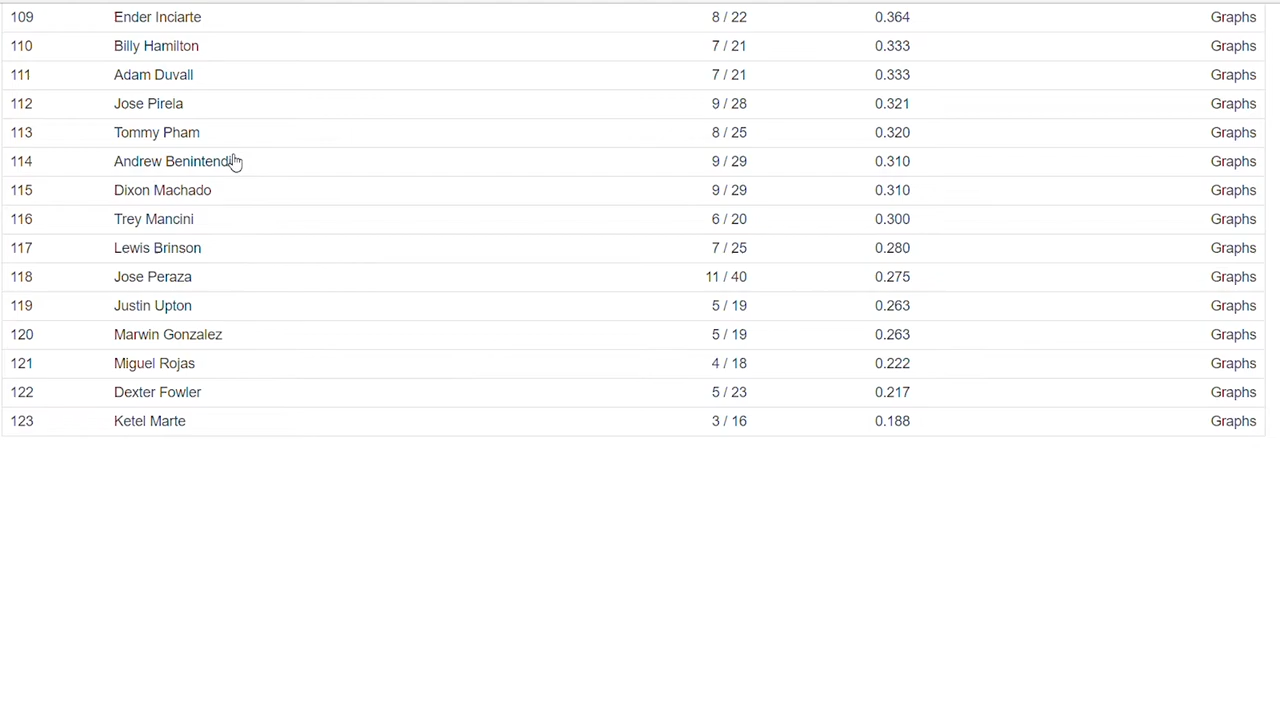 109 Ender Inciarte 8 / 22 0.364 Graphs
110 Billy Hamilton 7 / 21 0.333 Graphs
111 Adam Duvall 7 / 21 0.333 Graphs
112 Jose Pirela 9 / 28 0.321 Graphs
113 Tommy Pham 8 / 25 0.320 Graphs
114 Andrew Benintendi 9 / 29 0.310 Graphs
115 Dixon Machado 9 / 29 0.310 Graphs
116 Trey Mancini 6 / 20 0.300 Graphs
117 Lewis Brinson 7 / 25 0.280 Graphs
118 Jose Peraza 11 / 40 0.275 Graphs
119 Justin Upton 5 / 19 0.263 Graphs
120 Marwin Gonzalez 5 / 19 0.263 Graphs
121 Miguel Rojas 4 / 18 0.222 Graphs
122 Dexter Fowler 5 / 23 0.217 Graphs
123 Ketel Marte 3 / 16 0.188 Graphs